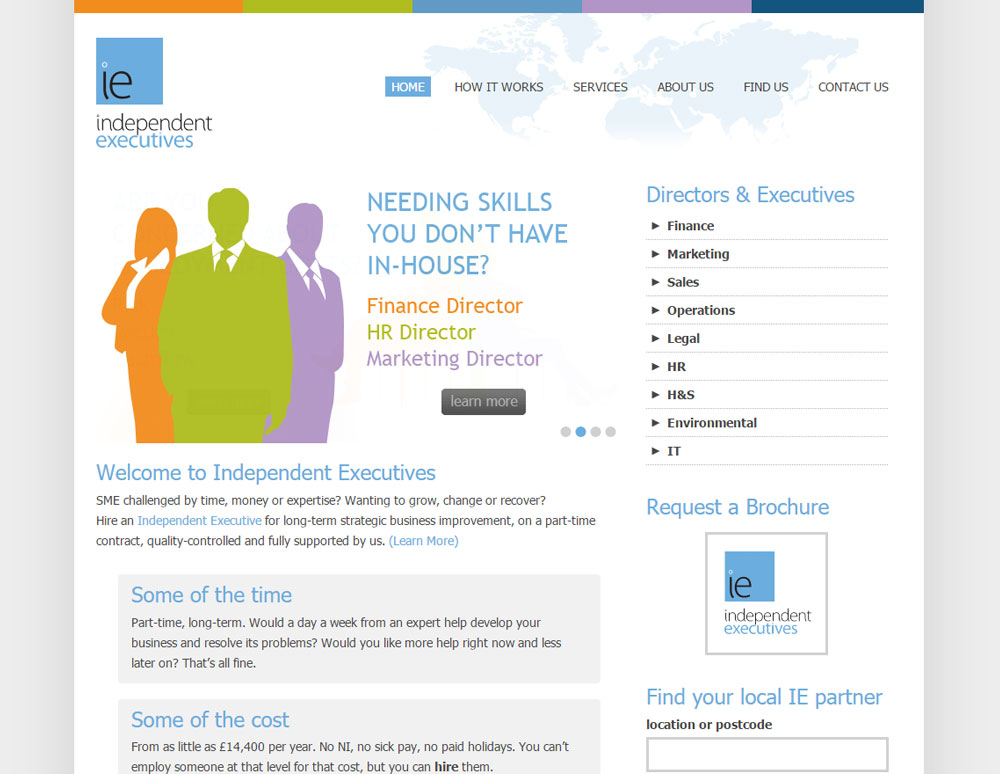 ie
independent
executives
HOME
HOW IT WORKS
SERVICES
ABOUT US
FIND US
CONTACT US
NEEDING SKILLS
YOU DON'T HAVE
IN-HOUSE?
Finance Director
HR Director
Marketing Director
learn more
Welcome to Independent Executives
SME challenged by time, money or expertise? Wanting to grow, change or recover?
Hire an Independent Executive for long-term strategic business improvement, on a part-time
contract, quality-controlled and fully supported by us. (Learn More)
Some of the time
Part-time, long-term. Would a day a week from an expert help develop your
business and resolve its problems? Would you like more help right now and less
later on? That's all fine.
Some of the cost
From as little as £14,400 per year. No NI, no sick pay, no paid holidays. You can't
employ someone at that level for that cost, but you can hire them.
Directors & Executives
► Finance
► Marketing
► Sales
► Operations
► Legal
► HR
► H&S
► Environmental
► IT
Request a Brochure
ie
independent
executives
Find your local IE partner
location or postcode